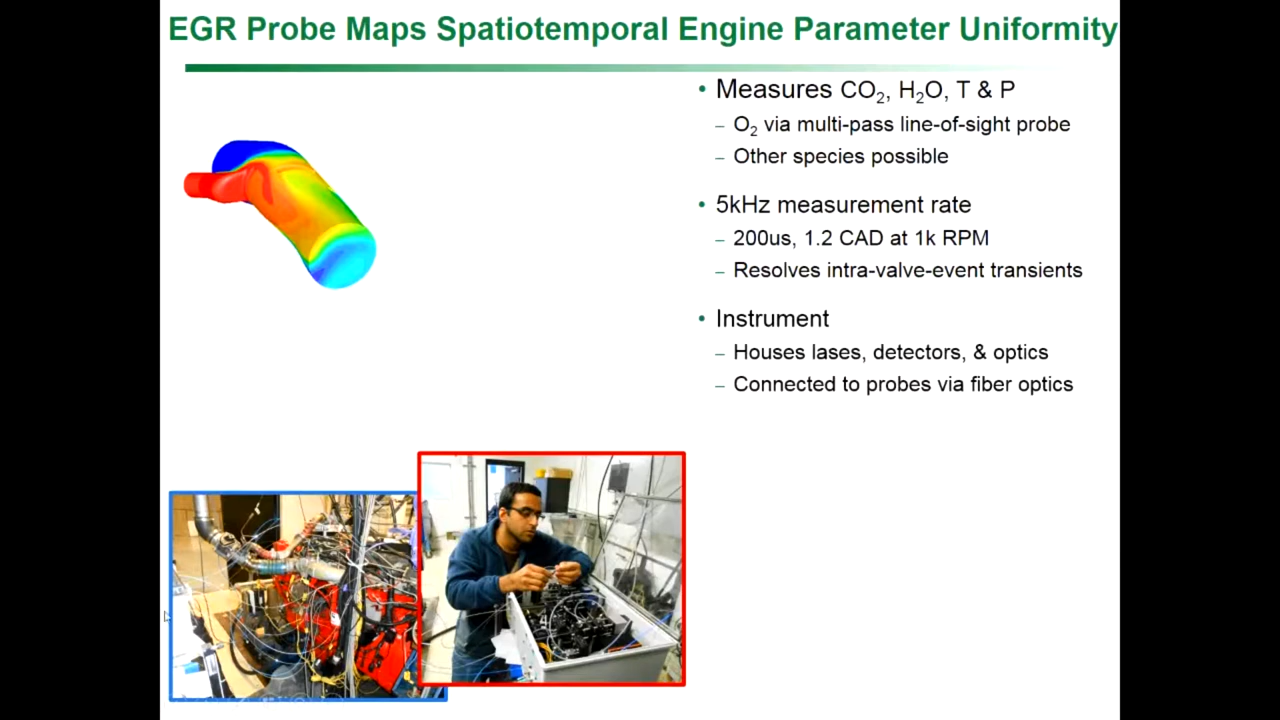 EGR Probe Maps Spatiotemporal Engine Parameter Uniformity
• Measures CO₂, H₂O, T & P
– O₂ via multi-pass line-of-sight probe
– Other species possible
• 5kHz measurement rate
– 200us, 1.2 CAD at 1k RPM
– Resolves intra-valve-event transients
• Instrument
– Houses lases, detectors, & optics
– Connected to probes via fiber optics